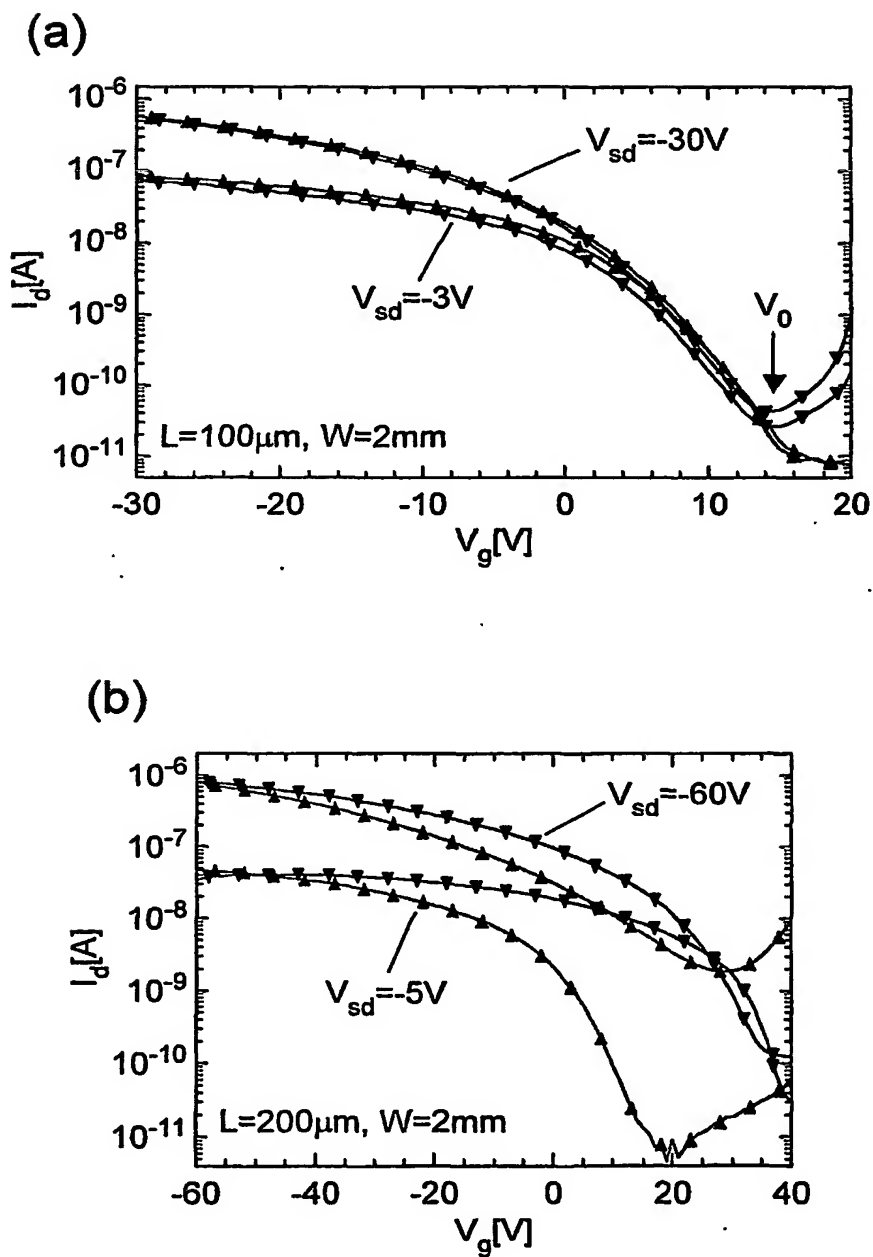 (a)
10⁻⁶
10⁻⁷
10⁻⁸
10⁻⁹
10⁻¹⁰
10⁻¹¹
I_d[A]
V_sd=-30V
V_sd=-3V
V_0
L=100μm, W=2mm
-30 -20 -10 0 10 20
V_g[V]
(b)
10⁻⁶
10⁻⁷
10⁻⁸
10⁻⁹
10⁻¹⁰
10⁻¹¹
I_d[A]
V_sd=-60V
V_sd=-5V
L=200μm, W=2mm
-60 -40 -20 0 20 40
V_g[V]